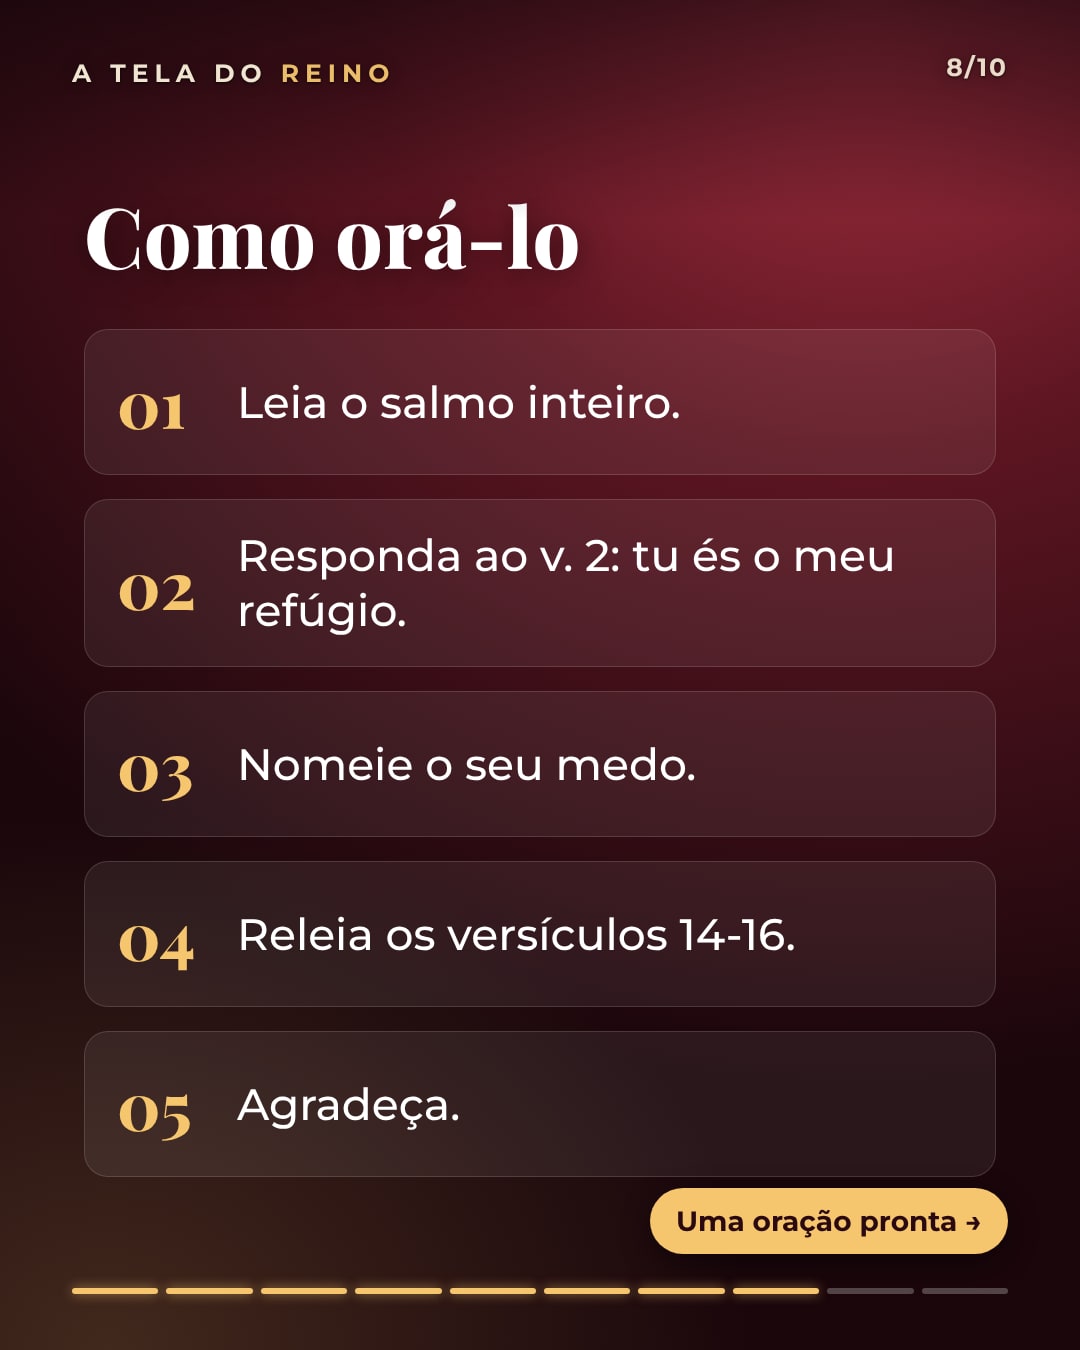 A TELA DO REINO
8/10
Como orá-lo
01 Leia o salmo inteiro.
02 Responda ao v. 2: tu és o meu
refúgio.
03 Nomeie o seu medo.
04 Releia os versículos 14-16.
05 Agradeça.
Uma oração pronta →